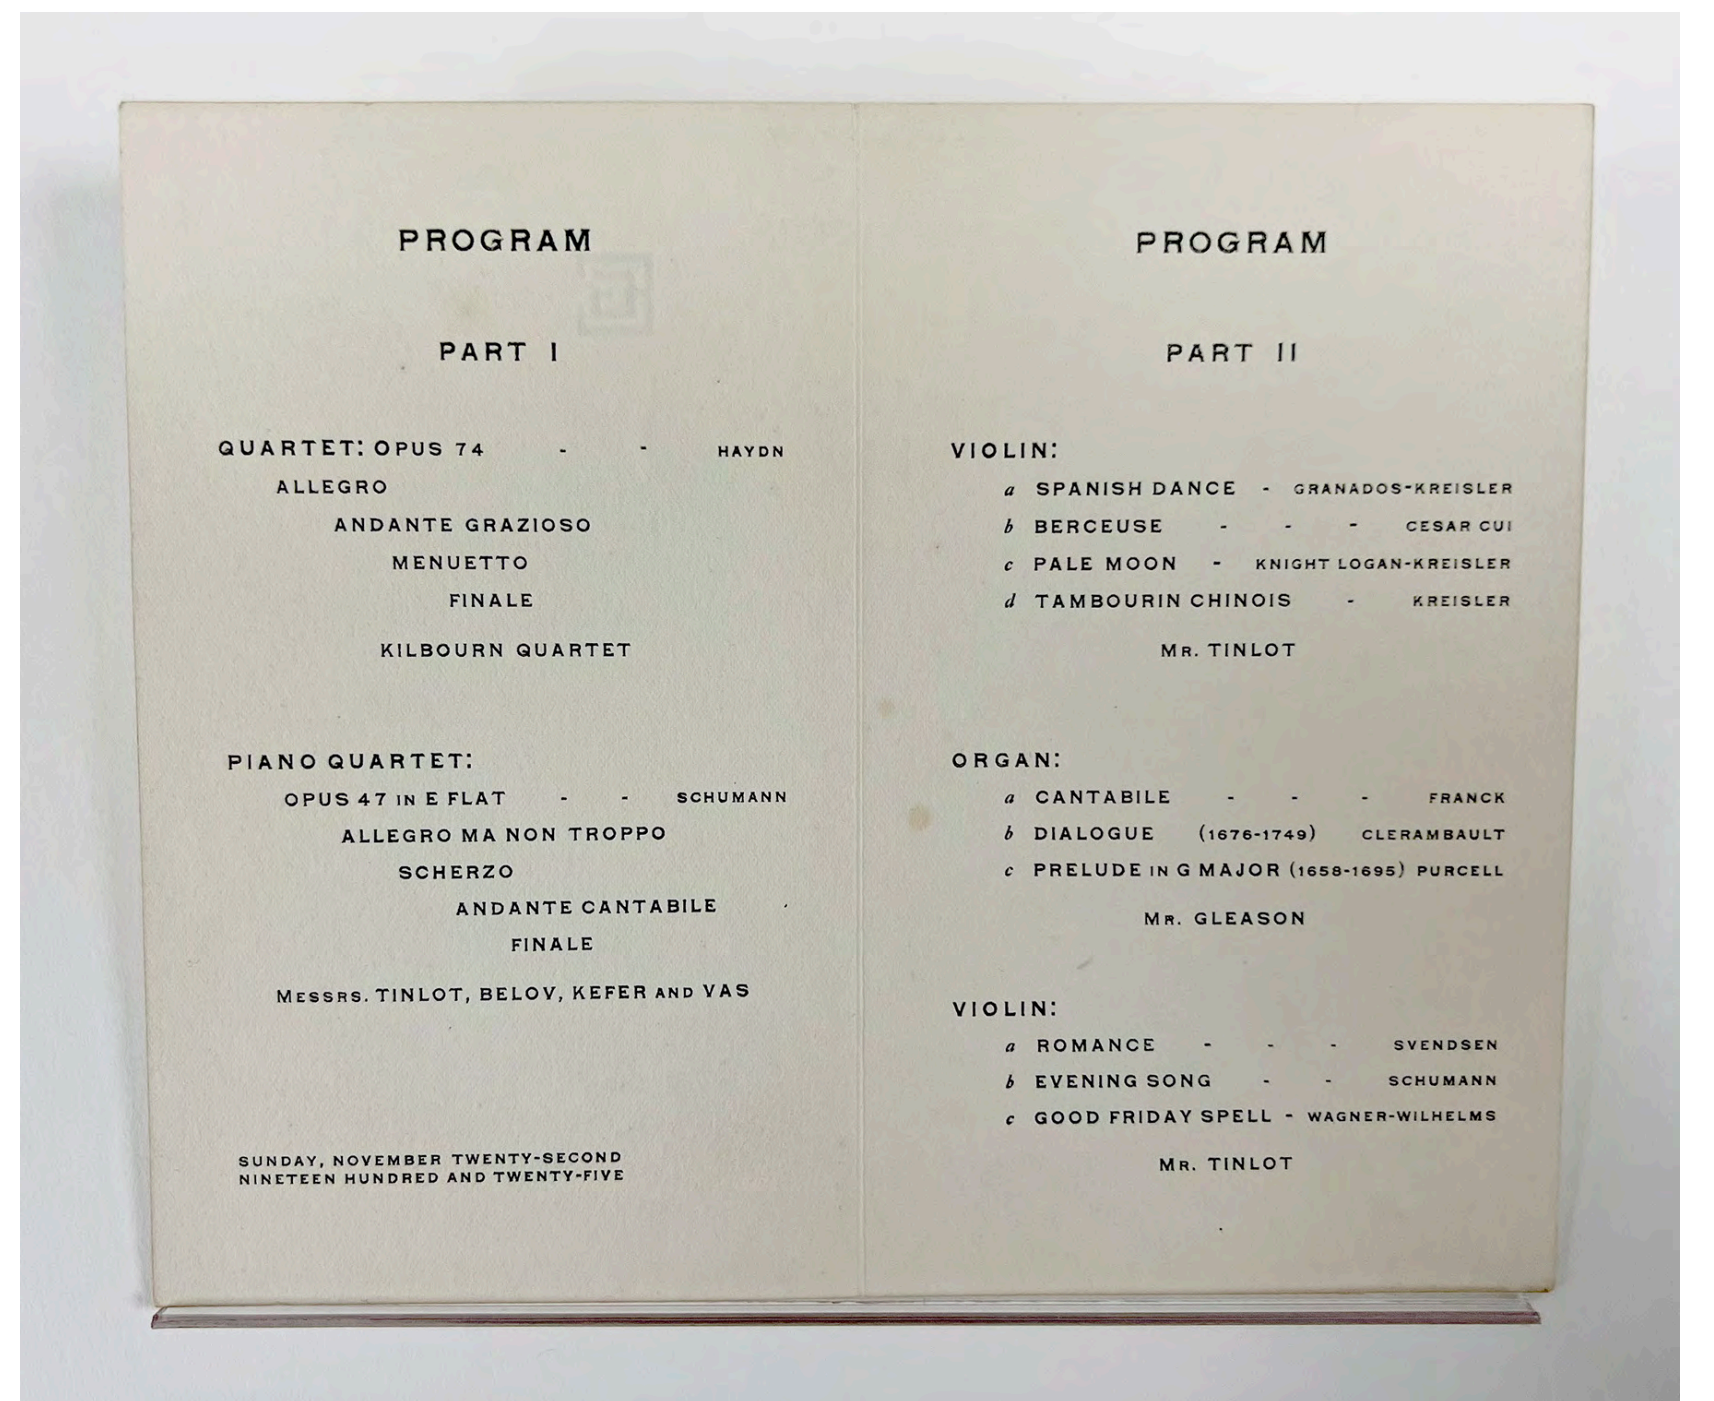 PROGRAM
PART I
QUARTET: OPUS 74 - - HAYDN
ALLEGRO
ANDANTE GRAZIOSO
MENUETTO
FINALE
KILBOURN QUARTET
PIANO QUARTET:
OPUS 47 IN E FLAT - - SCHUMANN
ALLEGRO MA NON TROPPO
SCHERZO
ANDANTE CANTABILE
FINALE
MESSRS. TINLOT, BELOV, KEFER AND VAS
SUNDAY, NOVEMBER TWENTY-SECOND
NINETEEN HUNDRED AND TWENTY-FIVE
PROGRAM
PART II
VIOLIN:
a SPANISH DANCE - GRANADOS-KREISLER
b BERCEUSE - - - CESAR CUI
c PALE MOON - KNIGHT LOGAN-KREISLER
d TAMBOURIN CHINOIS - KREISLER
MR. TINLOT
ORGAN:
a CANTABILE - - - FRANCK
b DIALOGUE (1676-1749) CLERAMBAULT
c PRELUDE IN G MAJOR (1658-1695) PURCELL
MR. GLEASON
VIOLIN:
a ROMANCE - - - SVENDSEN
b EVENING SONG - - SCHUMANN
c GOOD FRIDAY SPELL - WAGNER-WILHELMS
MR. TINLOT